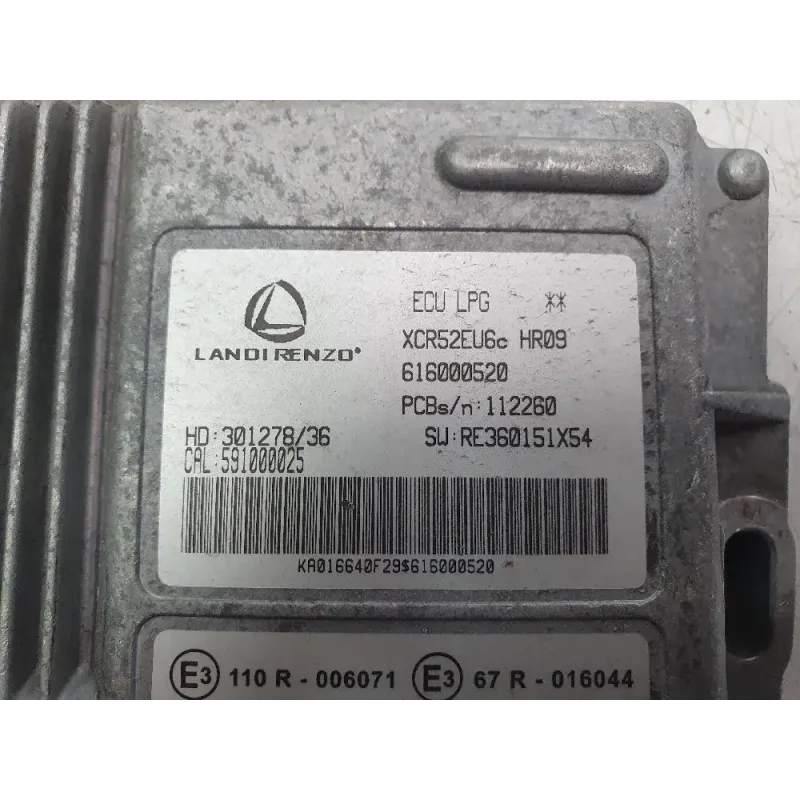 LANDIRENZO®
ECU LPG **
XCR52EU6c HR09
616000520
PCBs/n:112260
HD:301278/36 SW:RE360151X54
CAL:591000025
KA016640F29$616000520 *
E3 110 R - 006071 E3 67 R - 016044